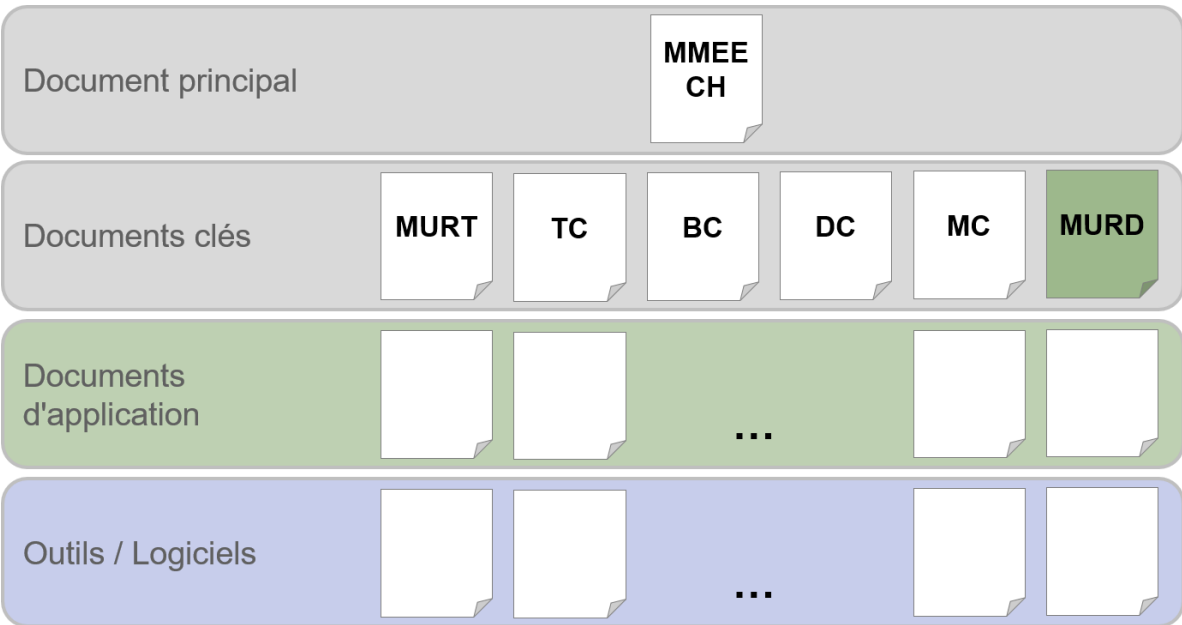 Document principal
MMEE
CH
Documents clés
MURT
TC
BC
DC
MC
MURD
Documents
d'application
...
Outils / Logiciels
...